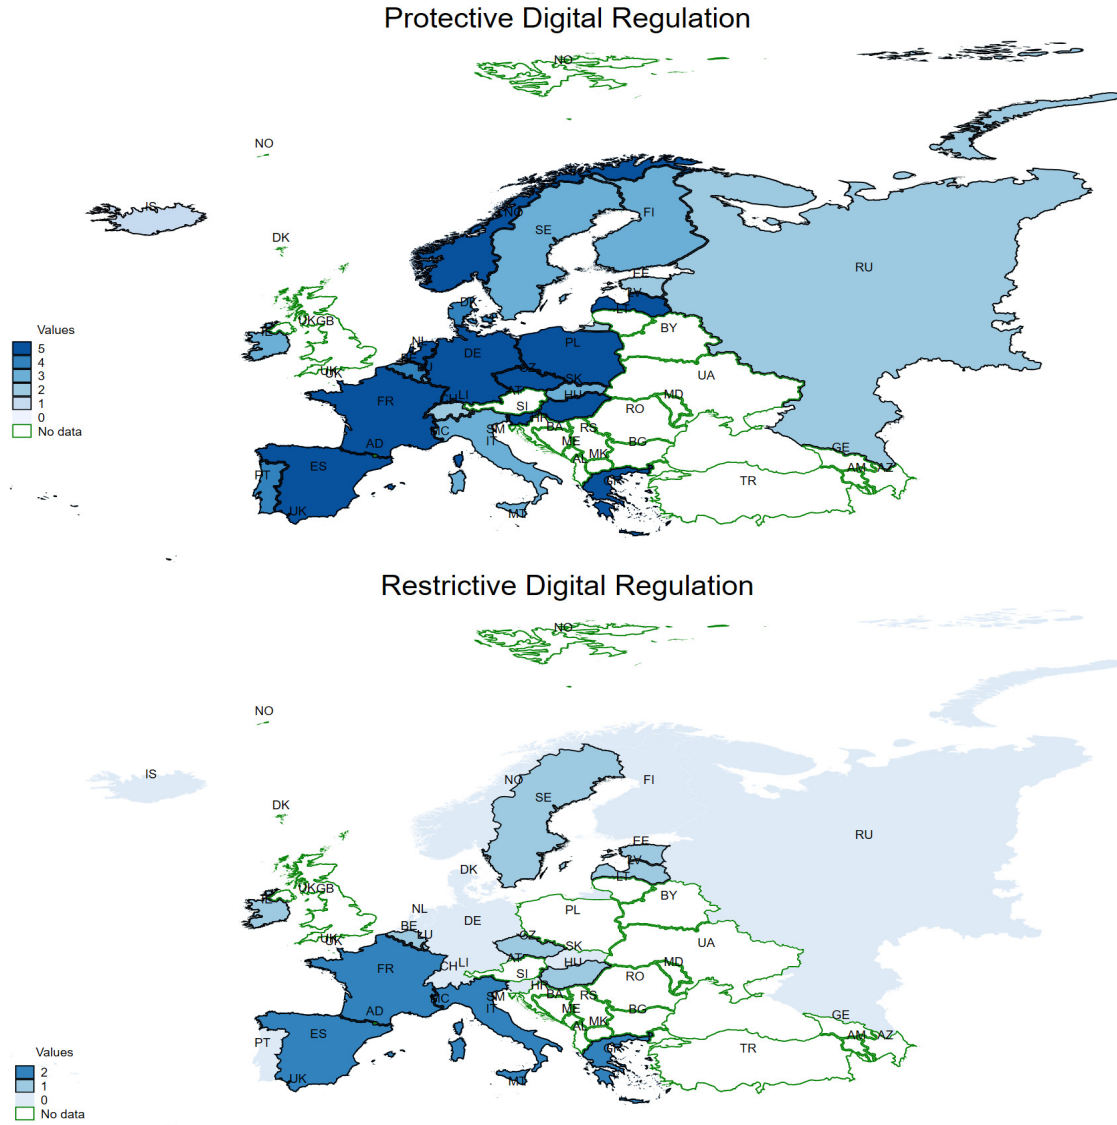 Protective Digital Regulation
NO
NO
IS
DK
NO
SE
FI
RU
EE
LV
LT
DK
IE
UKGB
UK
UK
NL
BE
LU
DE
PL
BY
CZ
SK
UA
AT
HU
MD
FR
CH
LI
SI
HR
RO
MC
SM
IT
BA
RS
ME
BG
AD
AL
MK
GE
PT
ES
AM
AZ
GR
TR
UK
MT
Values
5
4
3
2
1
0
No data
Restrictive Digital Regulation
NO
NO
IS
DK
NO
SE
FI
RU
EE
LV
LT
DK
IE
UKGB
UK
UK
NL
BE
LU
DE
PL
BY
CZ
SK
UA
AT
HU
MD
FR
CH
LI
SI
HR
RO
MC
SM
IT
BA
RS
ME
BG
AD
AL
MK
GE
PT
ES
AM
AZ
GR
TR
UK
MT
Values
2
1
0
No data